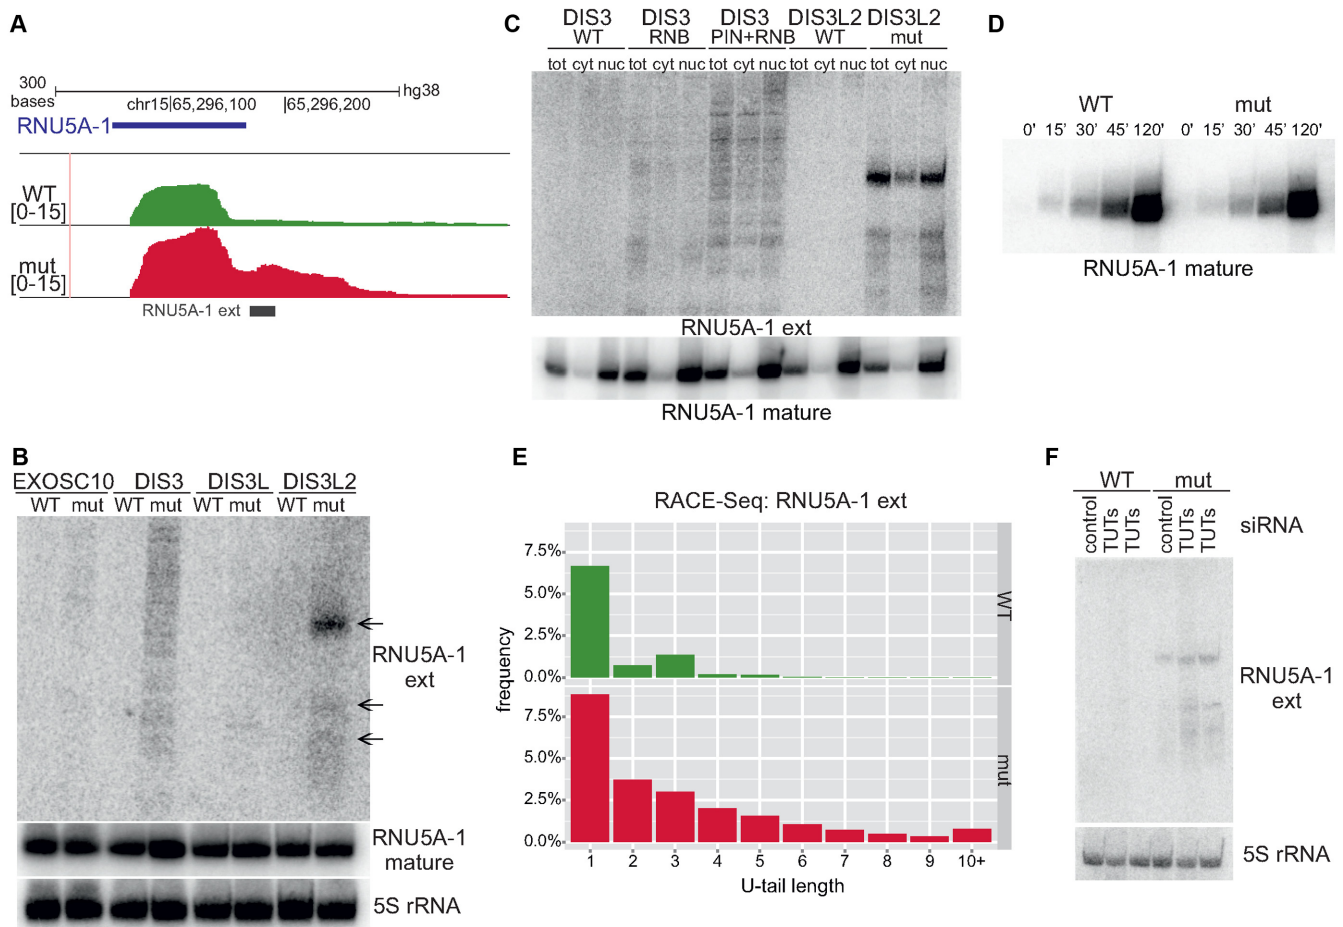 A
300
bases
hg38
chr15|65,296,100
|65,296,200
RNU5A-1
WT
[0-15]
mut
[0-15]
RNU5A-1 ext
C
DIS3 DIS3 DIS3 DIS3L2 DIS3L2
WT RNB PIN+RNB WT mut
tot cyt nuc tot cyt nuc tot cyt nuc tot cyt nuc tot cyt nuc
RNU5A-1 ext
RNU5A-1 mature
D
WT mut
0' 15' 30' 45' 120' 0' 15' 30' 45' 120'
RNU5A-1 mature
B
EXOSC10 DIS3 DIS3L DIS3L2
WT mut WT mut WT mut WT mut
RNU5A-1
ext
RNU5A-1
mature
5S rRNA
E
RACE-Seq: RNU5A-1 ext
frequency
7.5%
5.0%
2.5%
0.0%
WT
7.5%
5.0%
2.5%
0.0%
mut
1 2 3 4 5 6 7 8 9 10+
U-tail length
F
WT mut
control TUTs TUTs control TUTs TUTs
siRNA
RNU5A-1
ext
5S rRNA